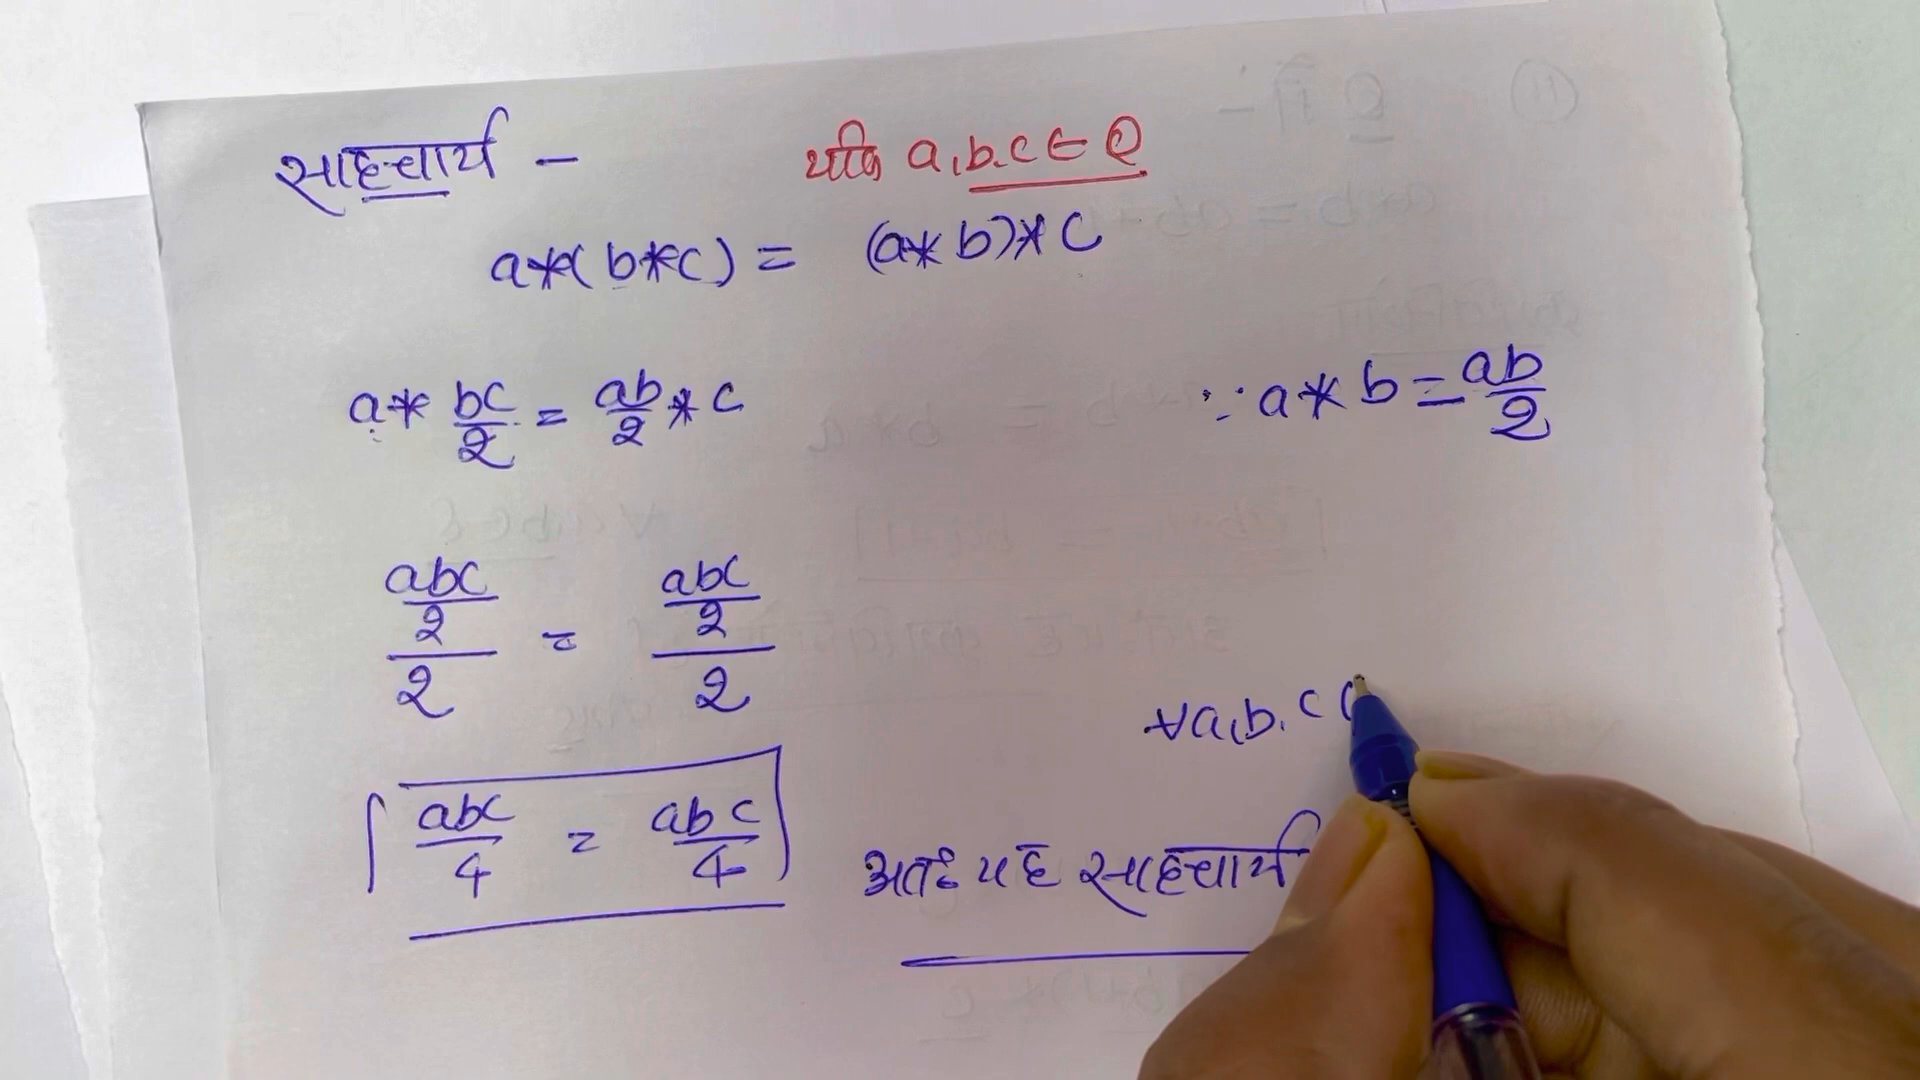 साहचर्य - यदि a,b,c ∈ Q
a*(b*c) = (a*b)*c
a* bc/2 = ab/2 *c ∵ a*b = ab/2
abc/2/2 = abc/2/2
∀a,b,c
abc/4 = abc/4
अतः यह साहचार्य